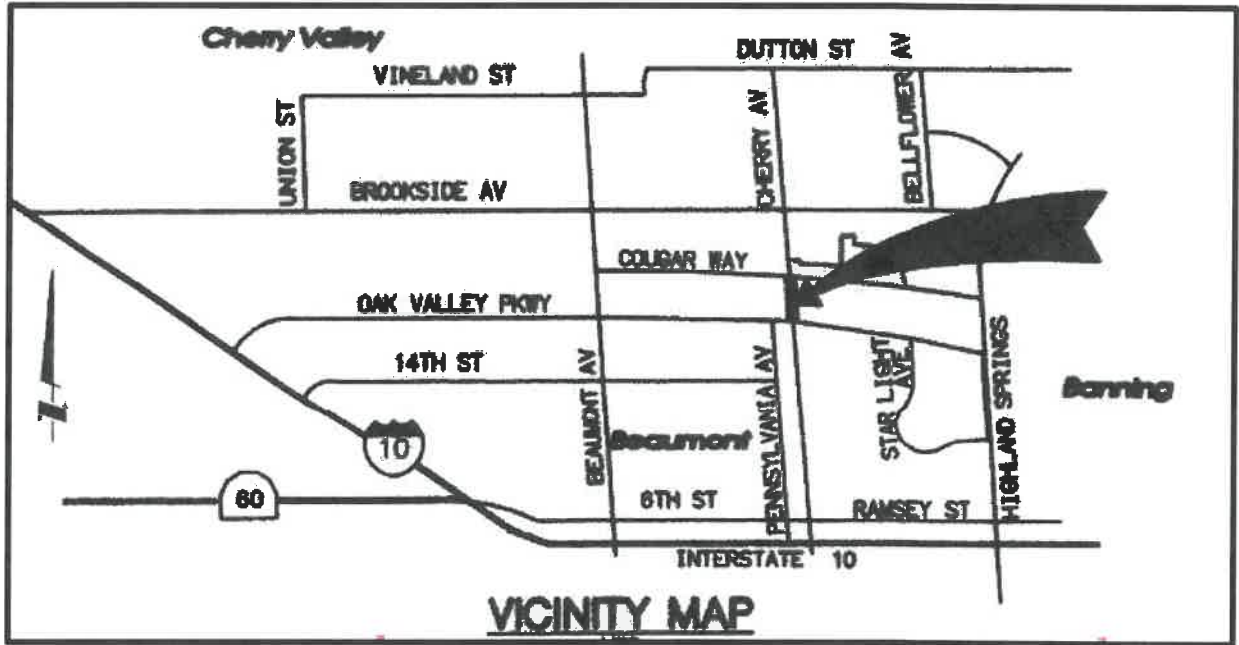 Cherry Valley
DUTTON ST
VINELAND ST
BELLFLOWER AV
UNION ST
CHERRY AV
BROOKSIDE AV
COUGAR WAY
OAK VALLEY PKWY
14TH ST
BEAUMONT AV
PENNSYLVANIA AV
STAR LIGHT
AVE.
HIGHLAND SPRINGS
Banning
Beaumont
10
60
6TH ST
RAMSEY ST
INTERSTATE 10
N
VICINITY MAP